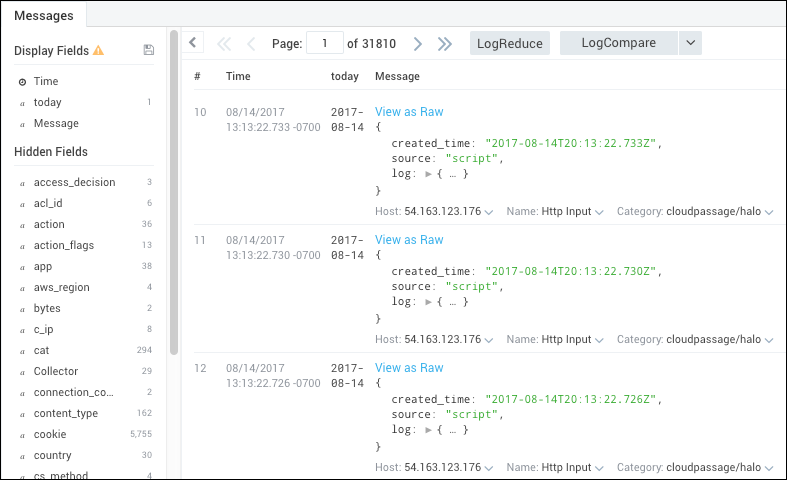 Messages
Display Fields
a Time
a today 1
a Message
Hidden Fields
a access_decision 3
a acl_id 6
a action 36
a action_flags 13
a app 38
a aws_region 4
a bytes 2
a c_ip 8
a cat 294
a Collector 29
a connection_co... 2
a content_type 162
a cookie 5,755
a country 30
a cs_method 4
Page: 1 of 31810 LogReduce LogCompare
# Time today Message
10 08/14/2017 2017- View as Raw
13:13:22.733 -0700 08-14 {
created_time: "2017-08-14T20:13:22.733Z",
source: "script",
log: ▶ { … }
}
Host: 54.163.123.176 Name: Http Input Category: cloudpassage/halo
11 08/14/2017 2017- View as Raw
13:13:22.730 -0700 08-14 {
created_time: "2017-08-14T20:13:22.730Z",
source: "script",
log: ▶ { … }
}
Host: 54.163.123.176 Name: Http Input Category: cloudpassage/halo
12 08/14/2017 2017- View as Raw
13:13:22.726 -0700 08-14 {
created_time: "2017-08-14T20:13:22.726Z",
source: "script",
log: ▶ { … }
}
Host: 54.163.123.176 Name: Http Input Category: cloudpassage/halo